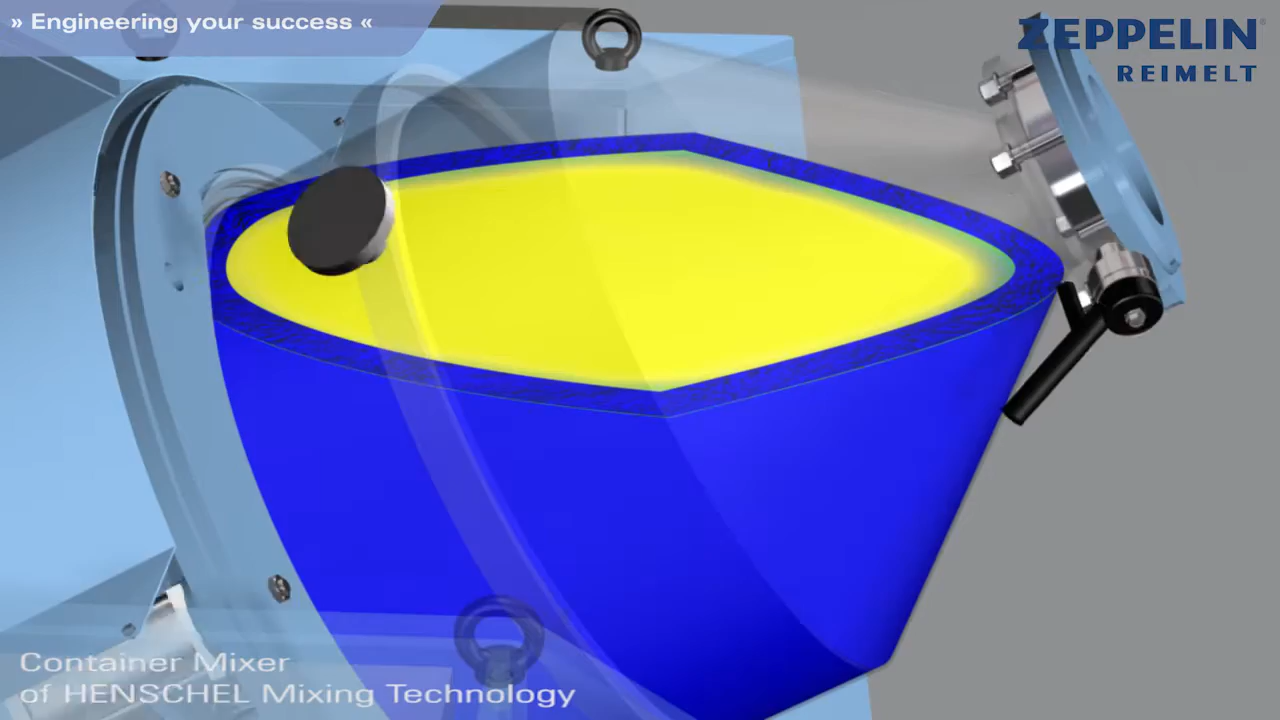 » Engineering your success «
ZEPPELIN®
REIMELT
Container Mixer
of HENSCHEL Mixing Technology